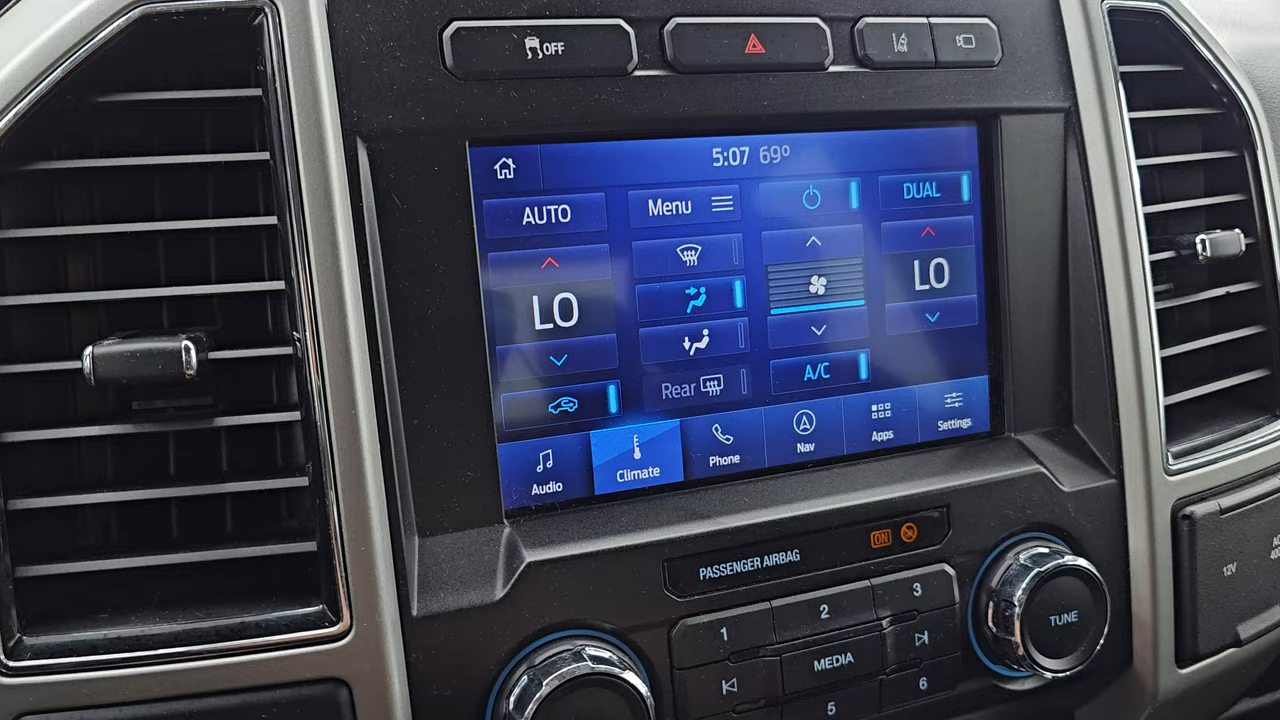 OFF
5:07 69°
AUTO
Menu
DUAL
LO
LO
A/C
Rear
Audio
Climate
Phone
Nav
Apps
Settings
PASSENGER AIRBAG
ON
1
2
3
MEDIA
5
6
TUNE
12V